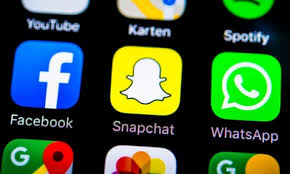 YouTube Karten Spotify
Facebook Snapchat WhatsApp